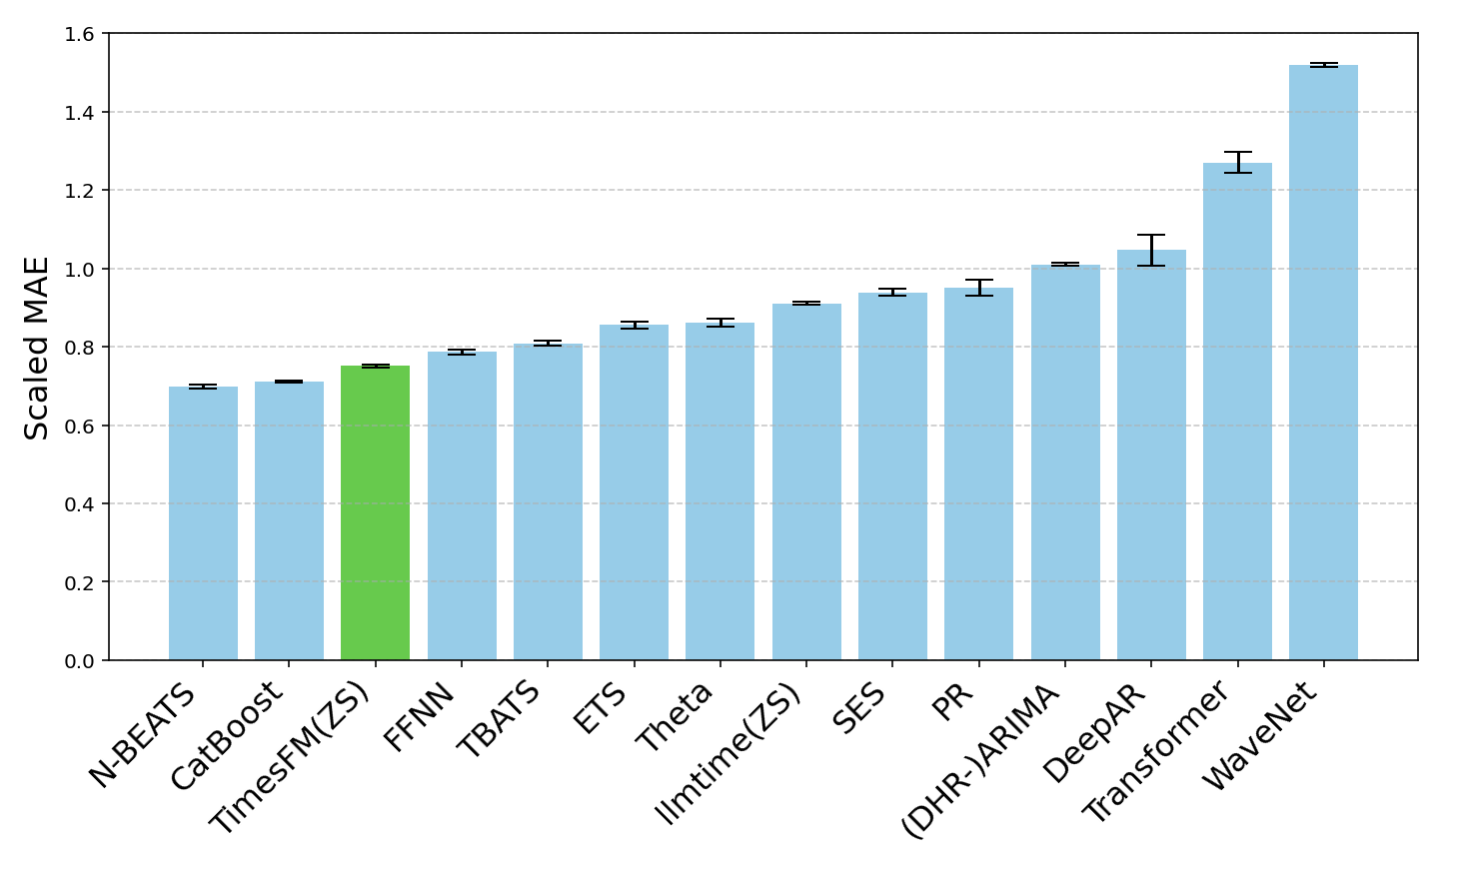 Scaled MAE
1.6
1.4
1.2
1.0
0.8
0.6
0.4
0.2
0.0
N-BEATS
CatBoost
TimesFM(ZS)
FFNN
TBATS
ETS
Theta
llmtime(ZS)
SES
PR
(DHR-)ARIMA
DeepAR
Transformer
WaveNet